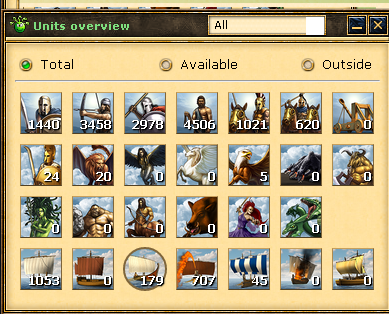 Units overview All
Total Available Outside
1440 3458 2978 4506 1021 620 0
24 20 0 0 5 0 0
0 0 0 0 0 0
1053 0 179 707 45 0 0